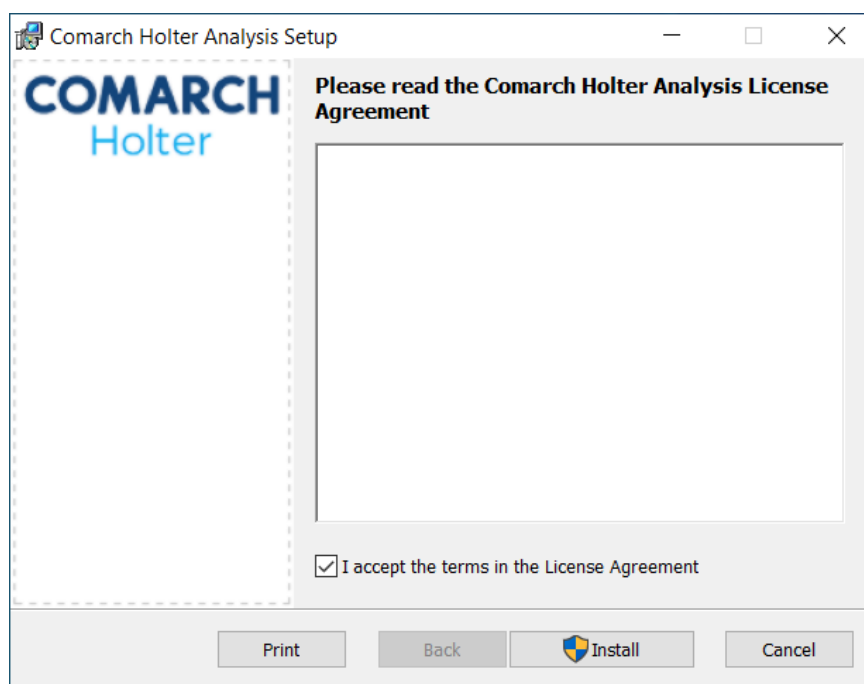 Comarch Holter Analysis Setup
COMARCH
Holter
Please read the Comarch Holter Analysis License
Agreement
I accept the terms in the License Agreement
Print
Back
Install
Cancel